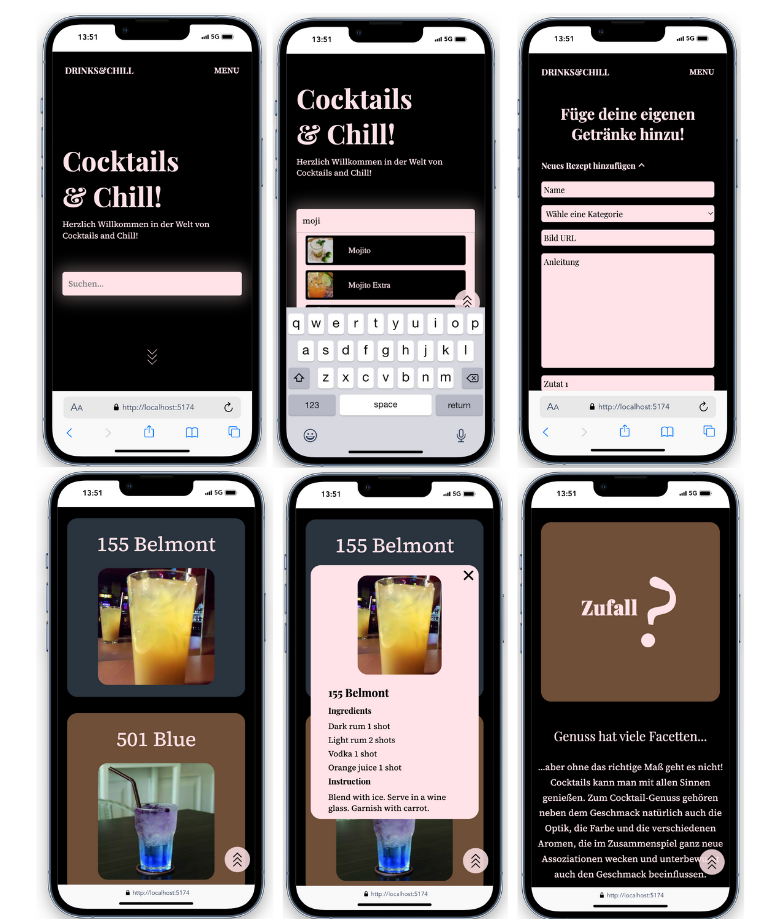 13:51
5G
DRINKS&CHILL
MENU
Cocktails
& Chill!
Herzlich Willkommen in der Welt von
Cocktails and Chill!
Suchen...
AA
http://localhost:5174
13:51
5G
Cocktails
& Chill!
Herzlich Willkommen in der Welt von
Cocktails and Chill!
moji
Mojito
Mojito Extra
q w e r t y u i o p
a s d f g h j k l
z x c v b n m
123
space
return
13:51
5G
DRINKS&CHILL
MENU
Füge deine eigenen
Getränke hinzu!
Neues Rezept hinzufügen
Name
Wähle eine Kategorie
Bild URL
Anleitung
Zutat 1
AA
http://localhost:5174
13:51
5G
155 Belmont
501 Blue
http://localhost:5174
13:51
5G
155 Belmont
155 Belmont
Ingredients
Dark rum 1 shot
Light rum 2 shots
Vodka 1 shot
Orange juice 1 shot
Instruction
Blend with ice. Serve in a wine
glass. Garnish with carrot.
http://localhost:5174
13:51
5G
Zufall ?
Genuss hat viele Facetten...
...aber ohne das richtige Maß geht es nicht!
Cocktails kann man mit allen Sinnen
genießen. Zum Cocktail-Genuss gehören
neben dem Geschmack natürlich auch die
Optik, die Farbe und die verschiedenen
Aromen, die im Zusammenspiel ganz neue
Assoziationen wecken und
auch den Geschmack beeinflussen.
http://localhost:5174